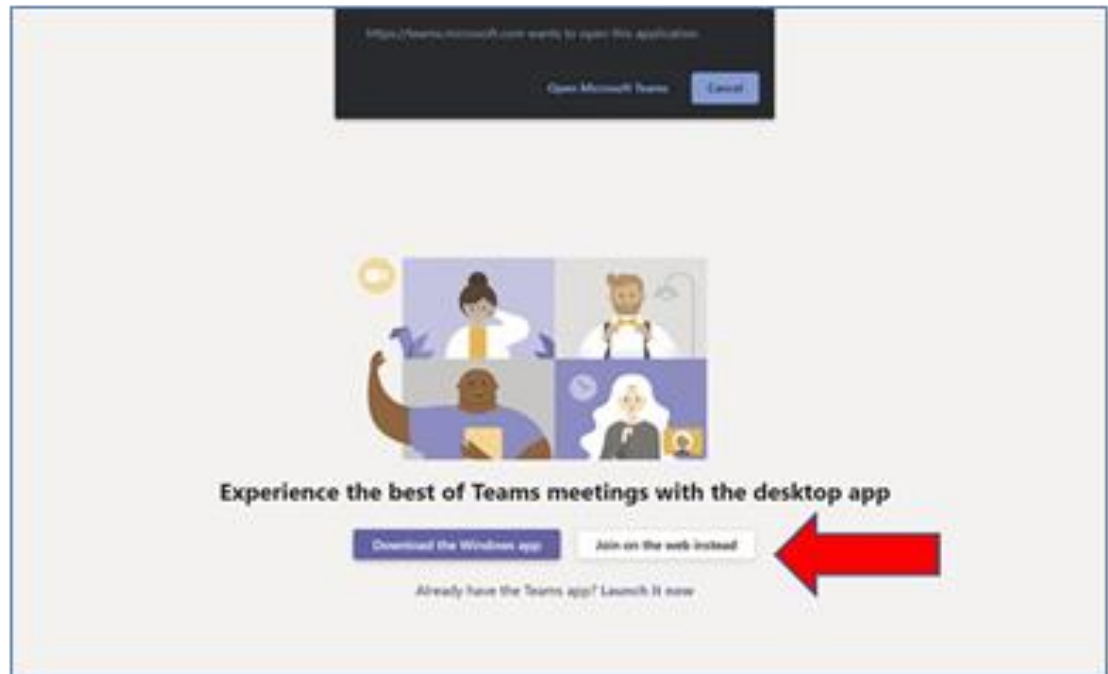 https://teams.microsoft.com wants to open this application.
Open Microsoft Teams Cancel
Experience the best of Teams meetings with the desktop app
Download the Windows app Join on the web instead
Already have the Teams app? Launch it now